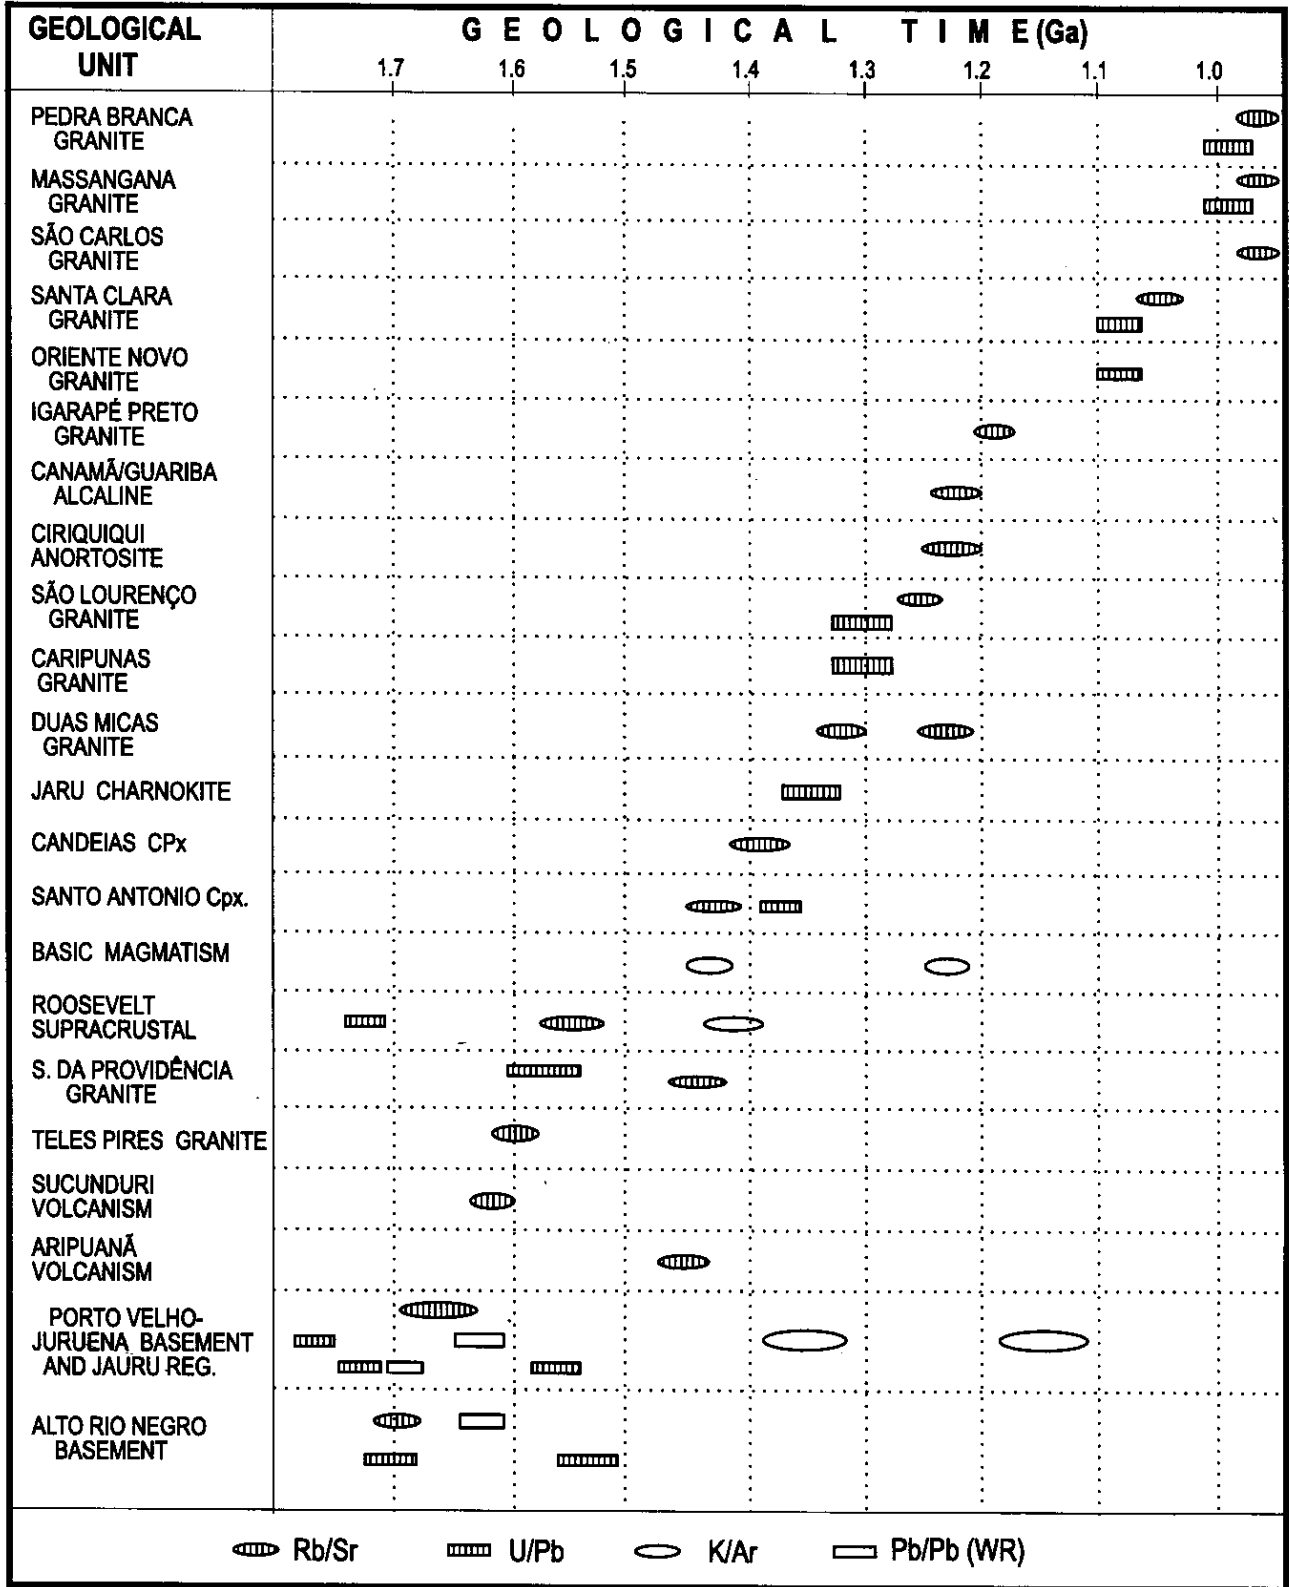 GEOLOGICAL UNIT
GEOLOGICAL TIME (Ga)
1.7 1.6 1.5 1.4 1.3 1.2 1.1 1.0
PEDRA BRANCA
GRANITE
MASSANGANA
GRANITE
SÃO CARLOS
GRANITE
SANTA CLARA
GRANITE
ORIENTE NOVO
GRANITE
IGARAPÉ PRETO
GRANITE
CANAMÃ/GUARIBA
ALCALINE
CIRIQUIQUI
ANORTOSITE
SÃO LOURENÇO
GRANITE
CARIPUNAS
GRANITE
DUAS MICAS
GRANITE
JARU CHARNOKITE
CANDEIAS CPx
SANTO ANTONIO Cpx.
BASIC MAGMATISM
ROOSEVELT
SUPRACRUSTAL
S. DA PROVIDÊNCIA
GRANITE
TELES PIRES GRANITE
SUCUNDURI
VOLCANISM
ARIPUANÃ
VOLCANISM
PORTO VELHO-
JURUENA BASEMENT
AND JAURU REG.
ALTO RIO NEGRO
BASEMENT
Rb/Sr U/Pb K/Ar Pb/Pb (WR)